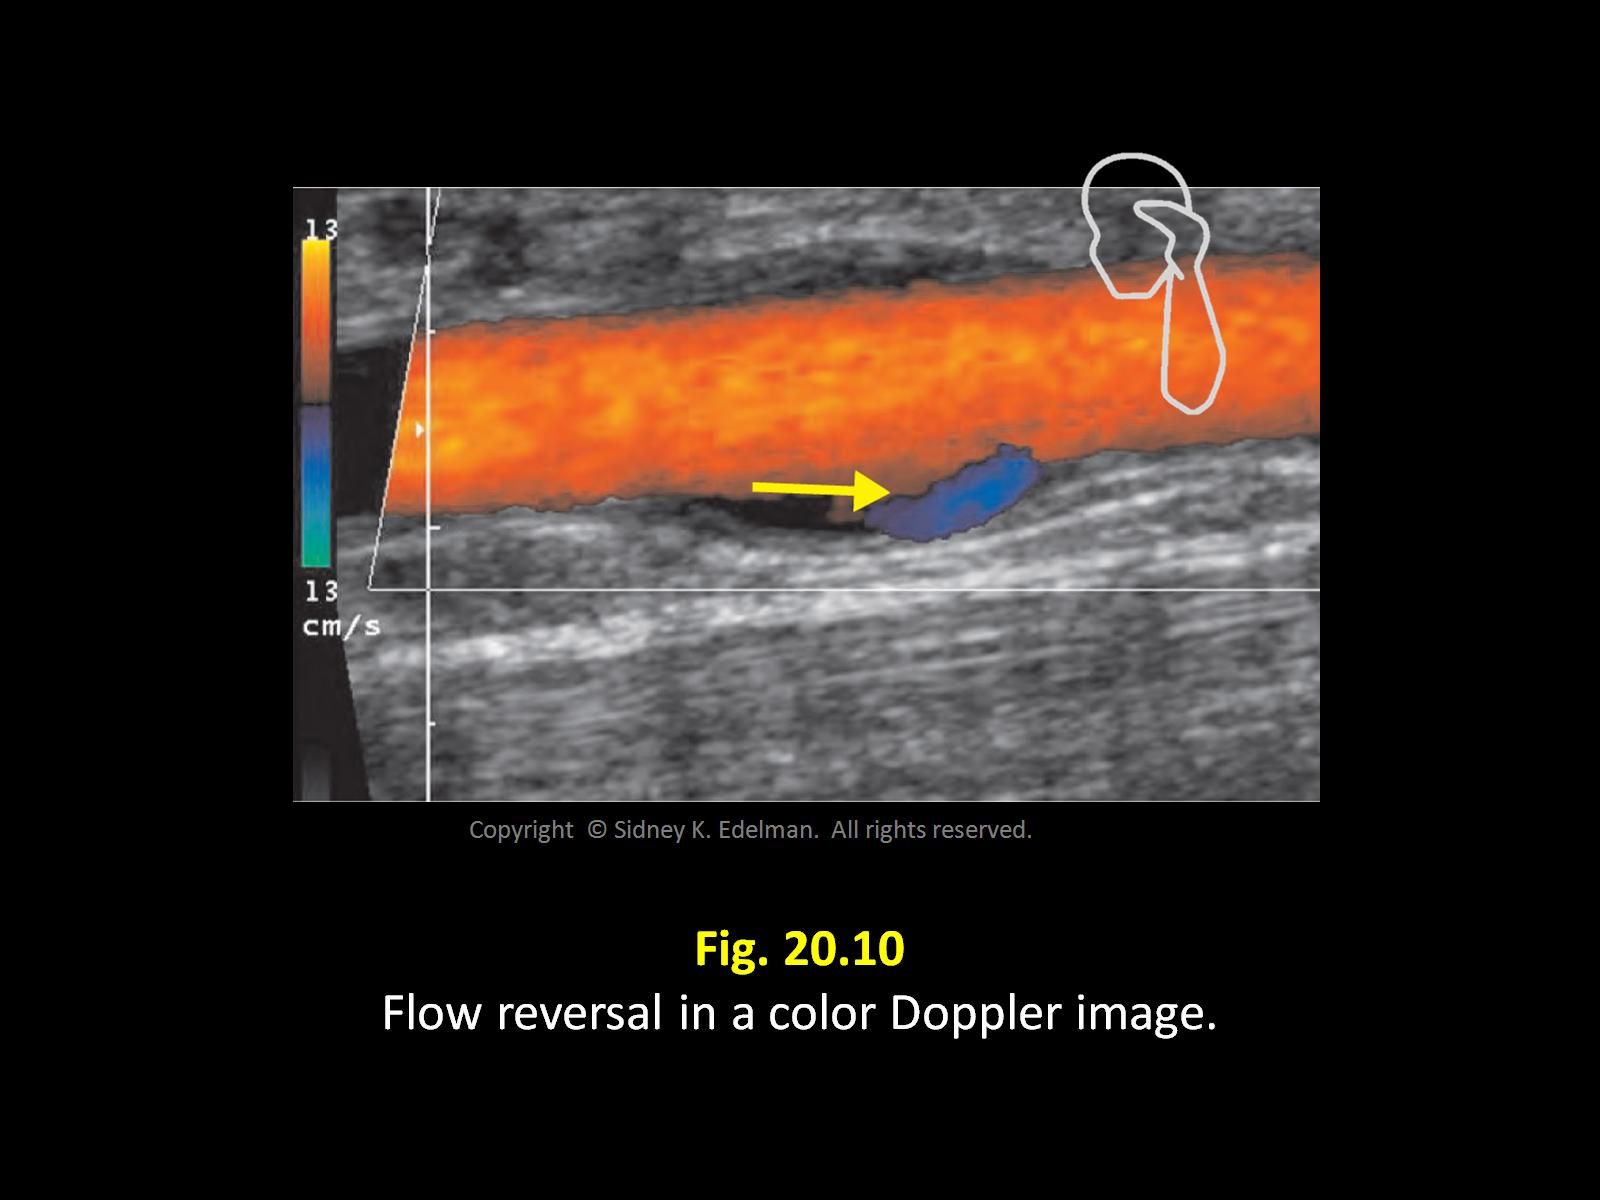 13
13
cm/s
Copyright © Sidney K. Edelman. All rights reserved.
Fig. 20.10
Flow reversal in a color Doppler image.